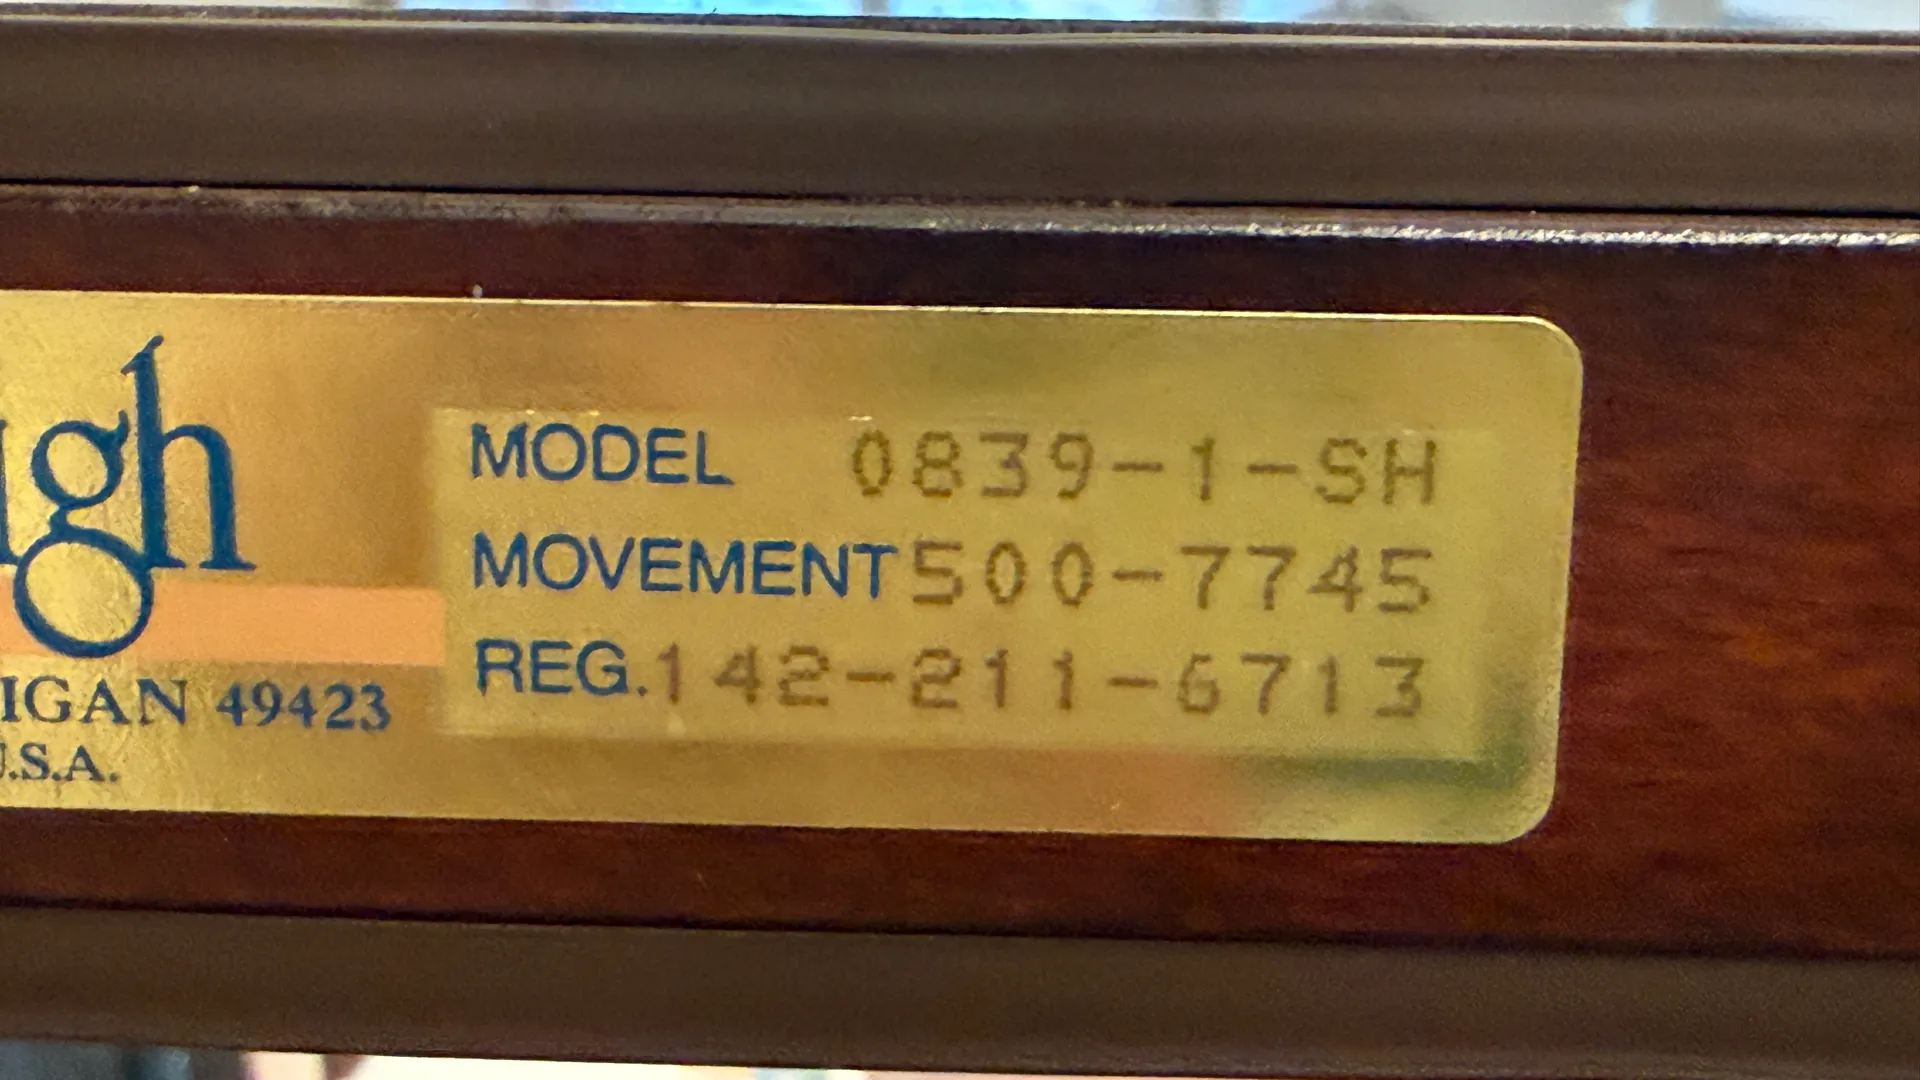 MODEL 0839-1-SH
MOVEMENT 500-7745
REG. 142-211-6713
igh
IGAN 49423
U.S.A.